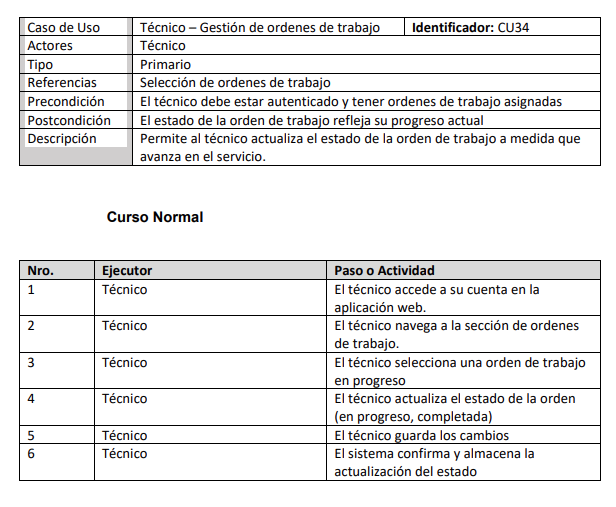 Caso de Uso Técnico – Gestión de ordenes de trabajo Identificador: CU34
Actores Técnico
Tipo Primario
Referencias Selección de ordenes de trabajo
Precondición El técnico debe estar autenticado y tener ordenes de trabajo asignadas
Postcondición El estado de la orden de trabajo refleja su progreso actual
Descripción Permite al técnico actualiza el estado de la orden de trabajo a medida que
avanza en el servicio.
Curso Normal
Nro. Ejecutor Paso o Actividad
1 Técnico El técnico accede a su cuenta en la
aplicación web.
2 Técnico El técnico navega a la sección de ordenes
de trabajo.
3 Técnico El técnico selecciona una orden de trabajo
en progreso
4 Técnico El técnico actualiza el estado de la orden
(en progreso, completada)
5 Técnico El técnico guarda los cambios
6 Técnico El sistema confirma y almacena la
actualización del estado